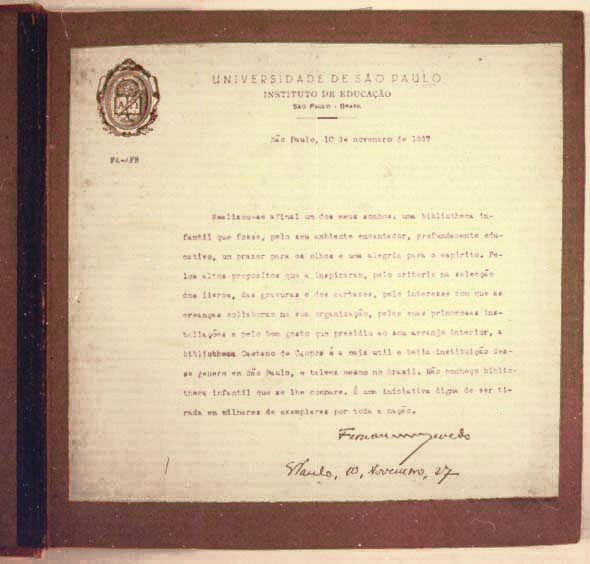 UNIVERSIDADE DE SÃO PAULO
INSTITUTO DE EDUCAÇÃO
SÃO PAULO - BRASIL
São Paulo, 10 de novembro de 1937
FA-AFB
Realizou-se afinal um dos meus sonhos: uma bibliotheca in-
fantil que fosse, pelo seu ambiente encantador, profundamente edu-
cativo, um prazer para os olhos e uma alegria para o espirito. Pe-
los altos propositos que a inspiraram, pelo criterio na selecção
dos livros, das gravuras e dos cartazes, pelo interesse com que as
creanças collaboram na sua organização, pelas suas primorosas ins-
tallações e pelo bom gosto que presidiu ao seu arranjo interior, a
bibliotheca Caetano de Campos é a mais util e bella instituição des-
se genero em São Paulo, e talvez mesmo no Brasil. Não conheço biblio-
theca infantil que se lhe compare. É uma iniciativa digna de ser ti-
rada em milhares de exemplares por toda a nação.
S Paulo, 10, Novembro, 37